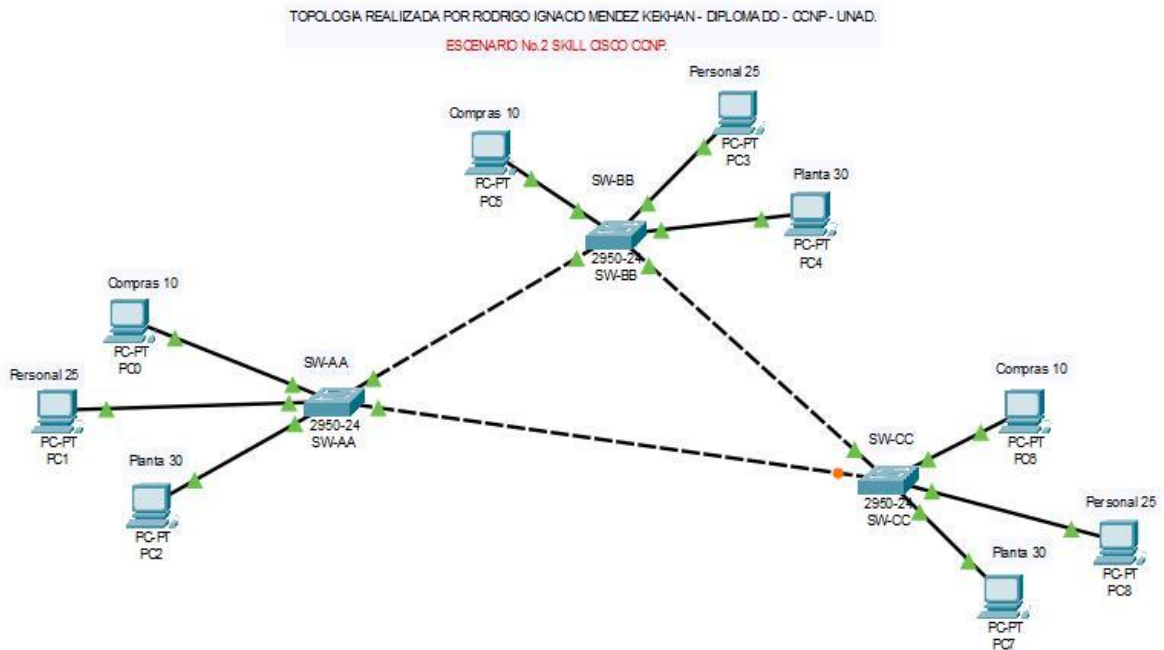 TOPOLOGIA REALIIZADA POR RODRIGO IGNACIO MENDEZ KEKHAN - DIPLOMADO - CCNP - UNAD.
ESCENARIO No.2 SKILL CISCO CCNP.
Personal 25
PC-PT
PC3
Compras 10
PC-PT
PC5
SW-BB
2950-24
SW-BB
Planta 30
PC-PT
PC4
Compras 10
PC-PT
PC0
Personal 25
PC-PT
PC1
SW-AA
2950-24
SW-AA
Planta 30
PC-PT
PC2
SW-CC
2950-24
SW-CC
Compras 10
PC-PT
PC6
Personal 25
PC-PT
PC8
Planta 30
PC-PT
PC7